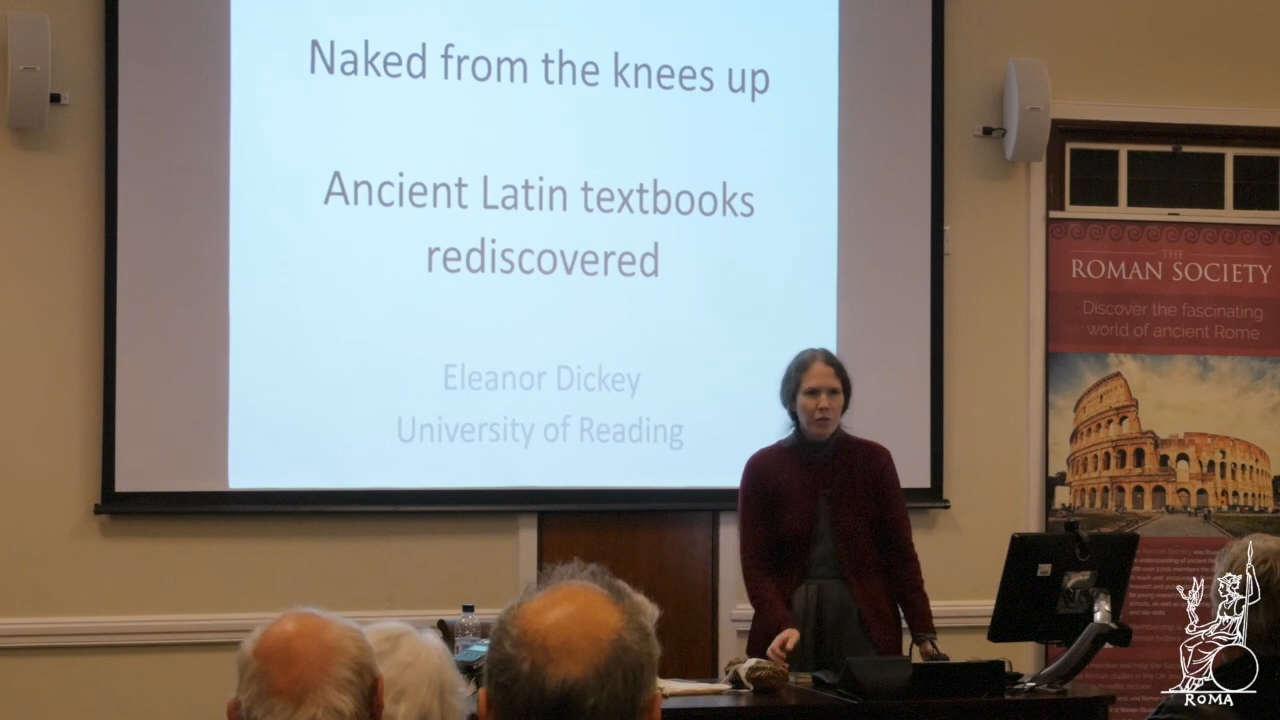 Naked from the knees up
Ancient Latin textbooks
rediscovered
Eleanor Dickey
University of Reading
THE
ROMAN SOCIETY
Discover the fascinating
world of ancient Rome
ROMA